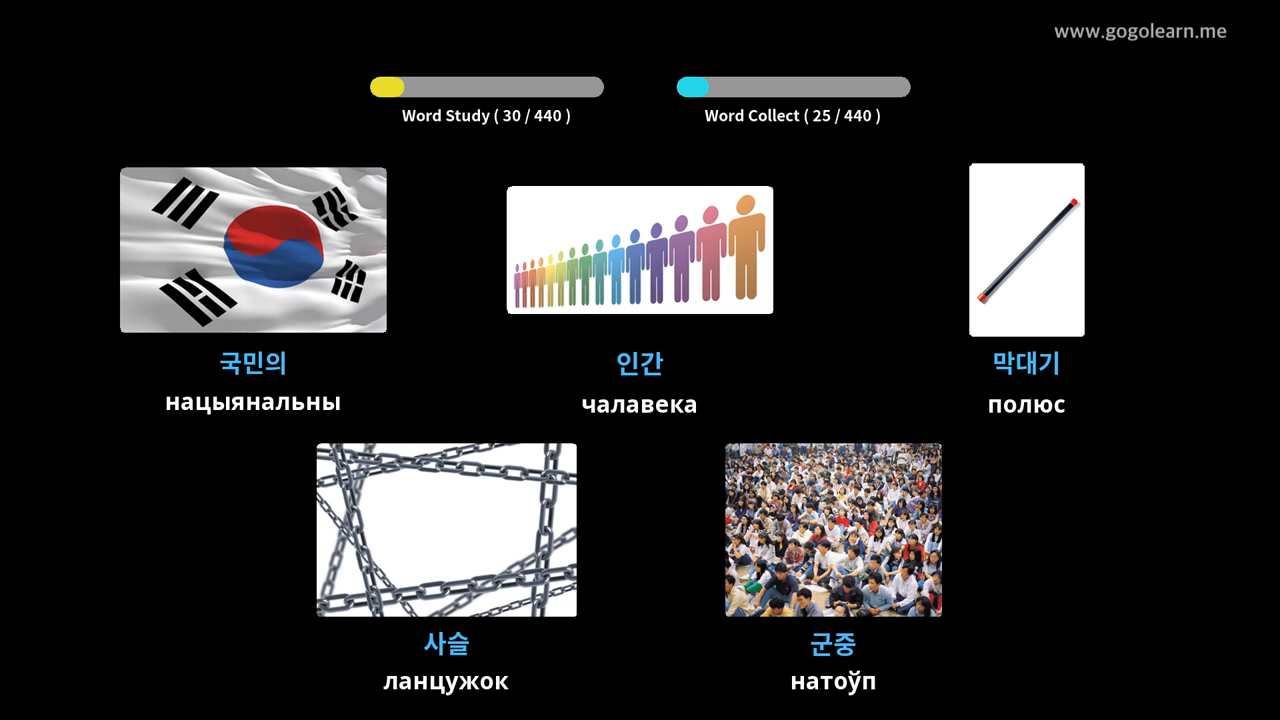 www.gogolearn.me
Word Study ( 30 / 440 )
Word Collect ( 25 / 440 )
국민의
нацыянальны
인간
чалавека
막대기
полюс
사슬
ланцужок
군중
натоўп